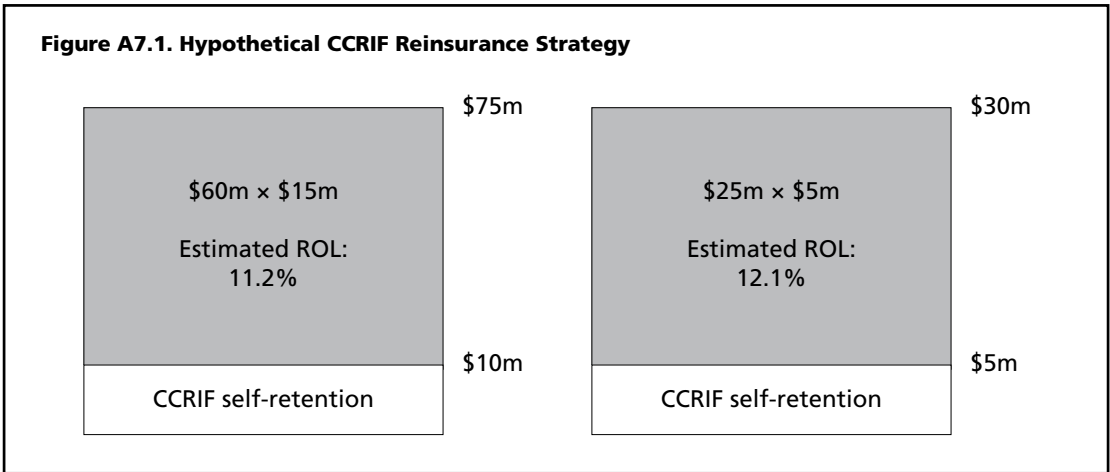 Figure A7.1. Hypothetical CCRIF Reinsurance Strategy
$75m
$60m × $15m
Estimated ROL:
11.2%
$10m
CCRIF self-retention
$30m
$25m × $5m
Estimated ROL:
12.1%
$5m
CCRIF self-retention